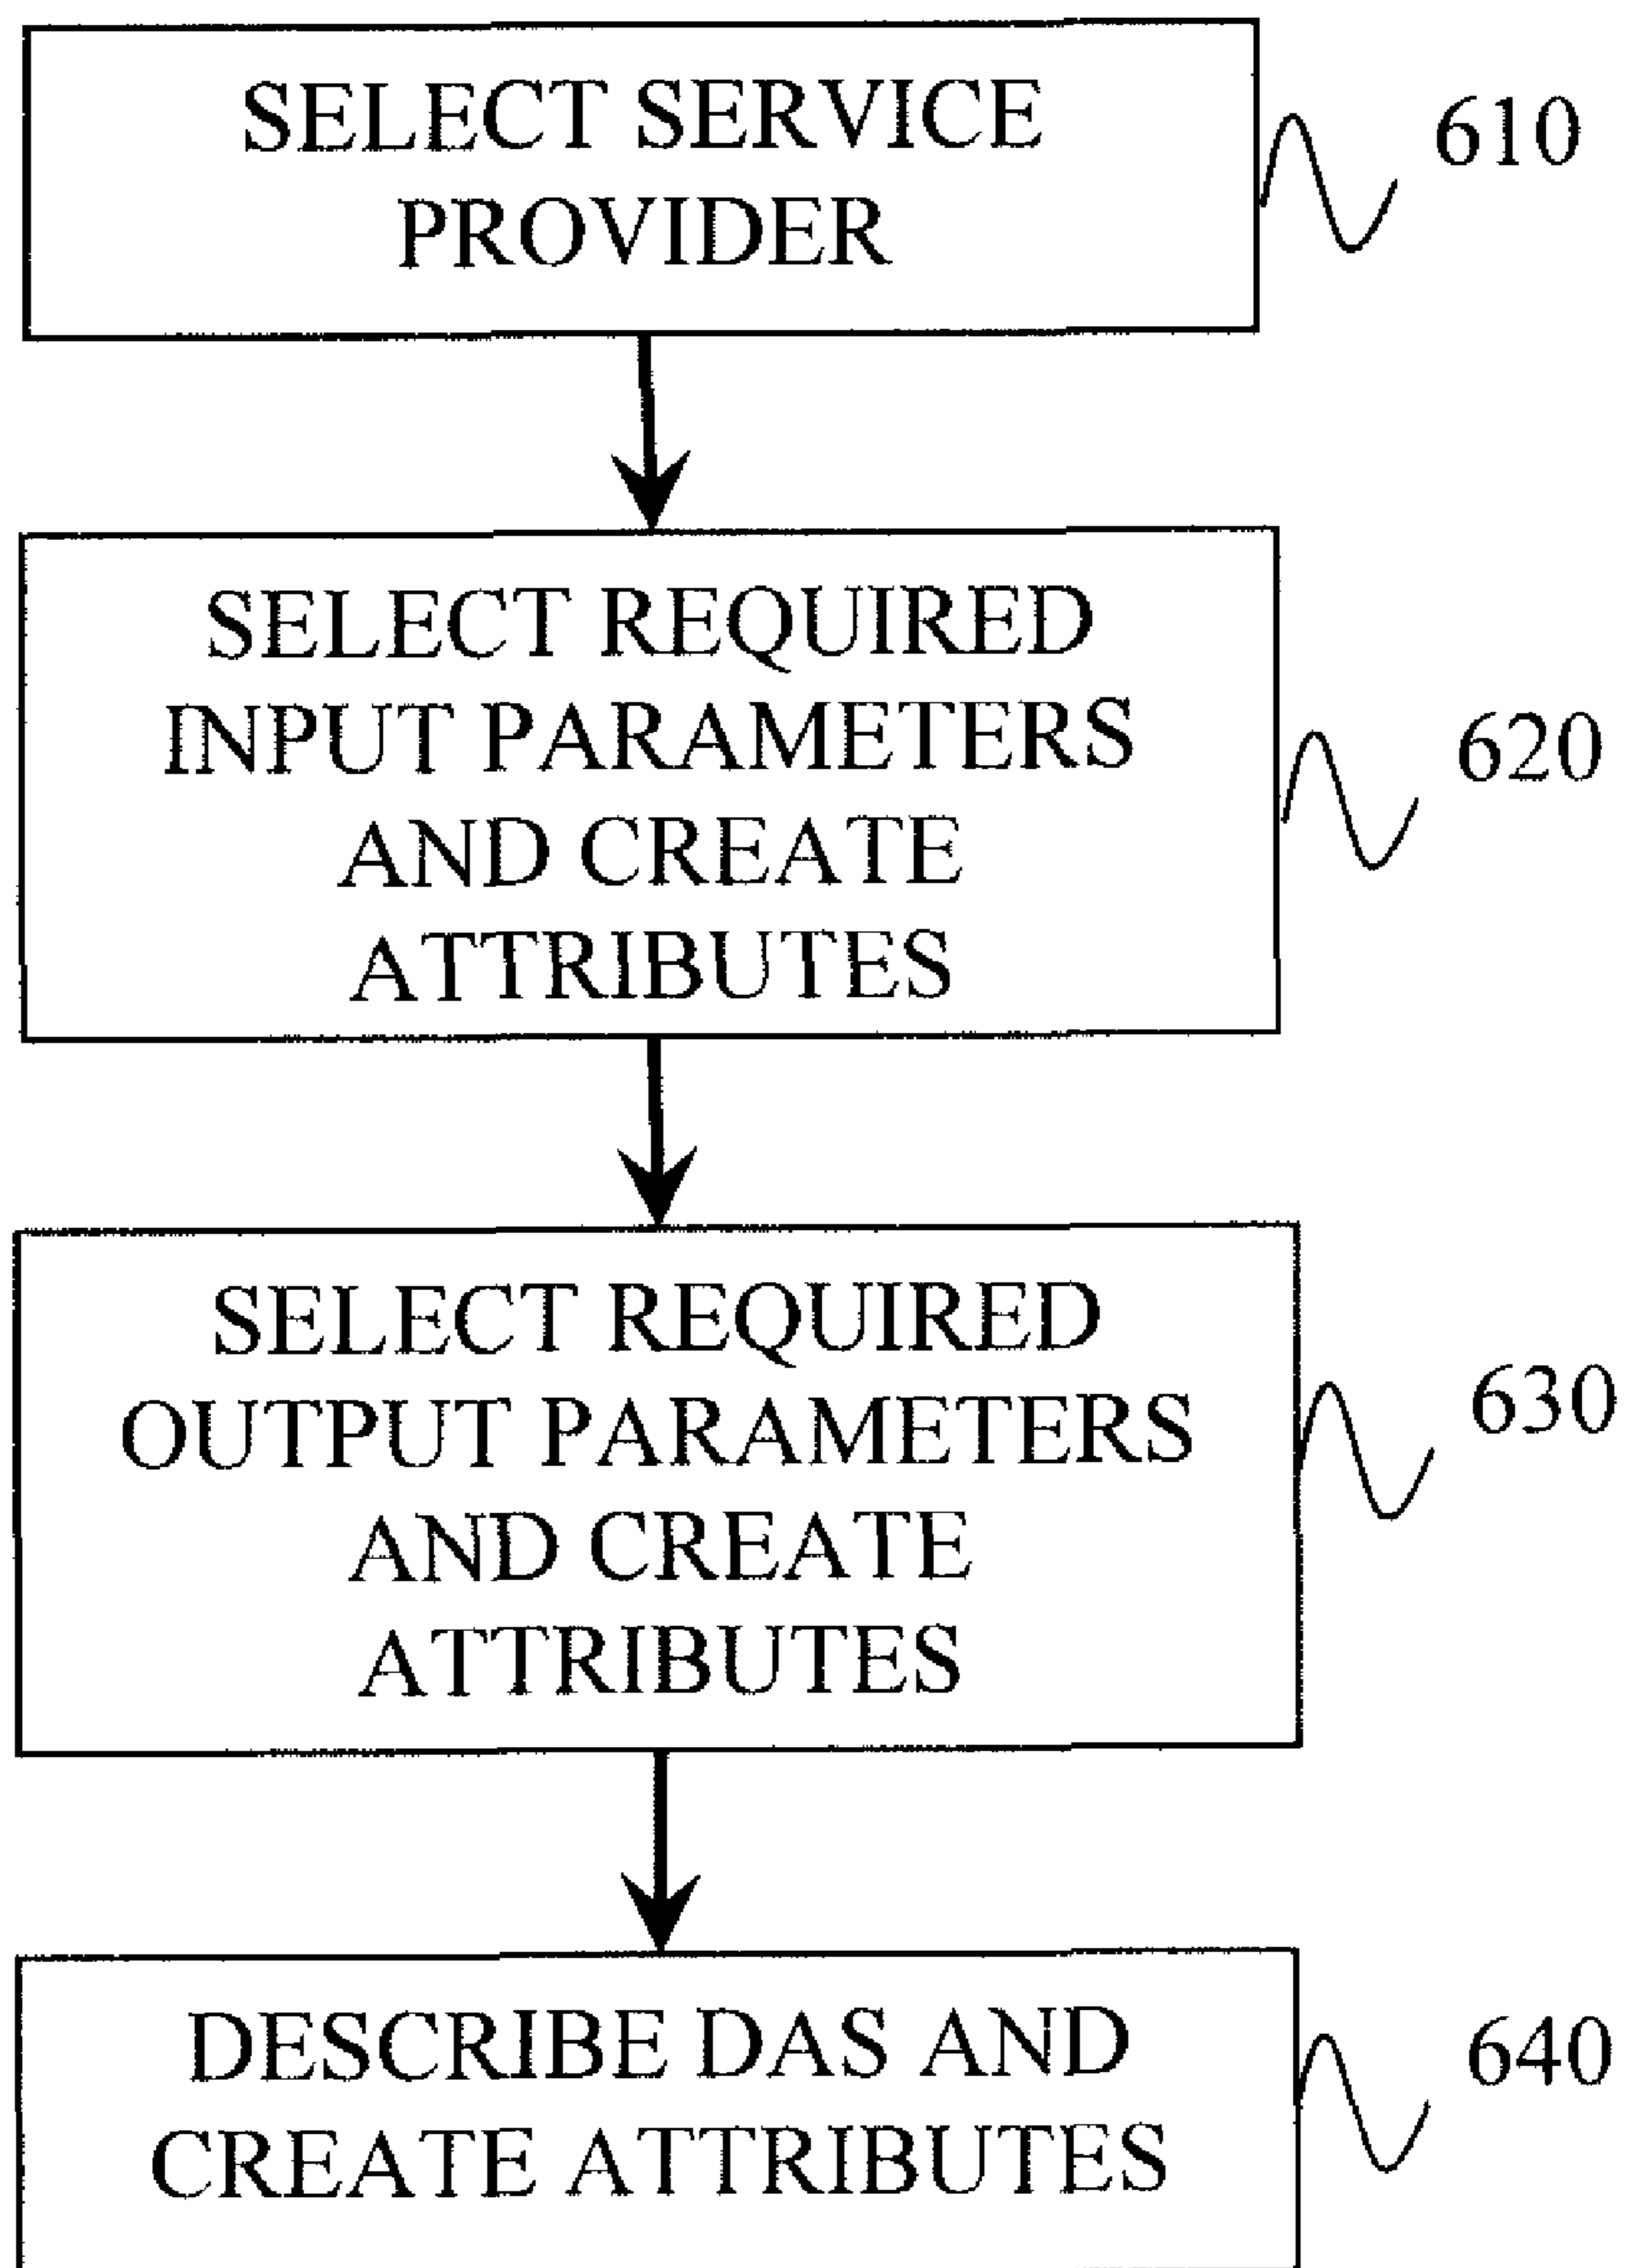 SELECT SERVICE
PROVIDER
610
SELECT REQUIRED
INPUT PARAMETERS
AND CREATE
ATTRIBUTES
620
SELECT REQUIRED
OUTPUT PARAMETERS
AND CREATE
ATTRIBUTES
630
DESCRIBE DAS AND
CREATE ATTRIBUTES
640